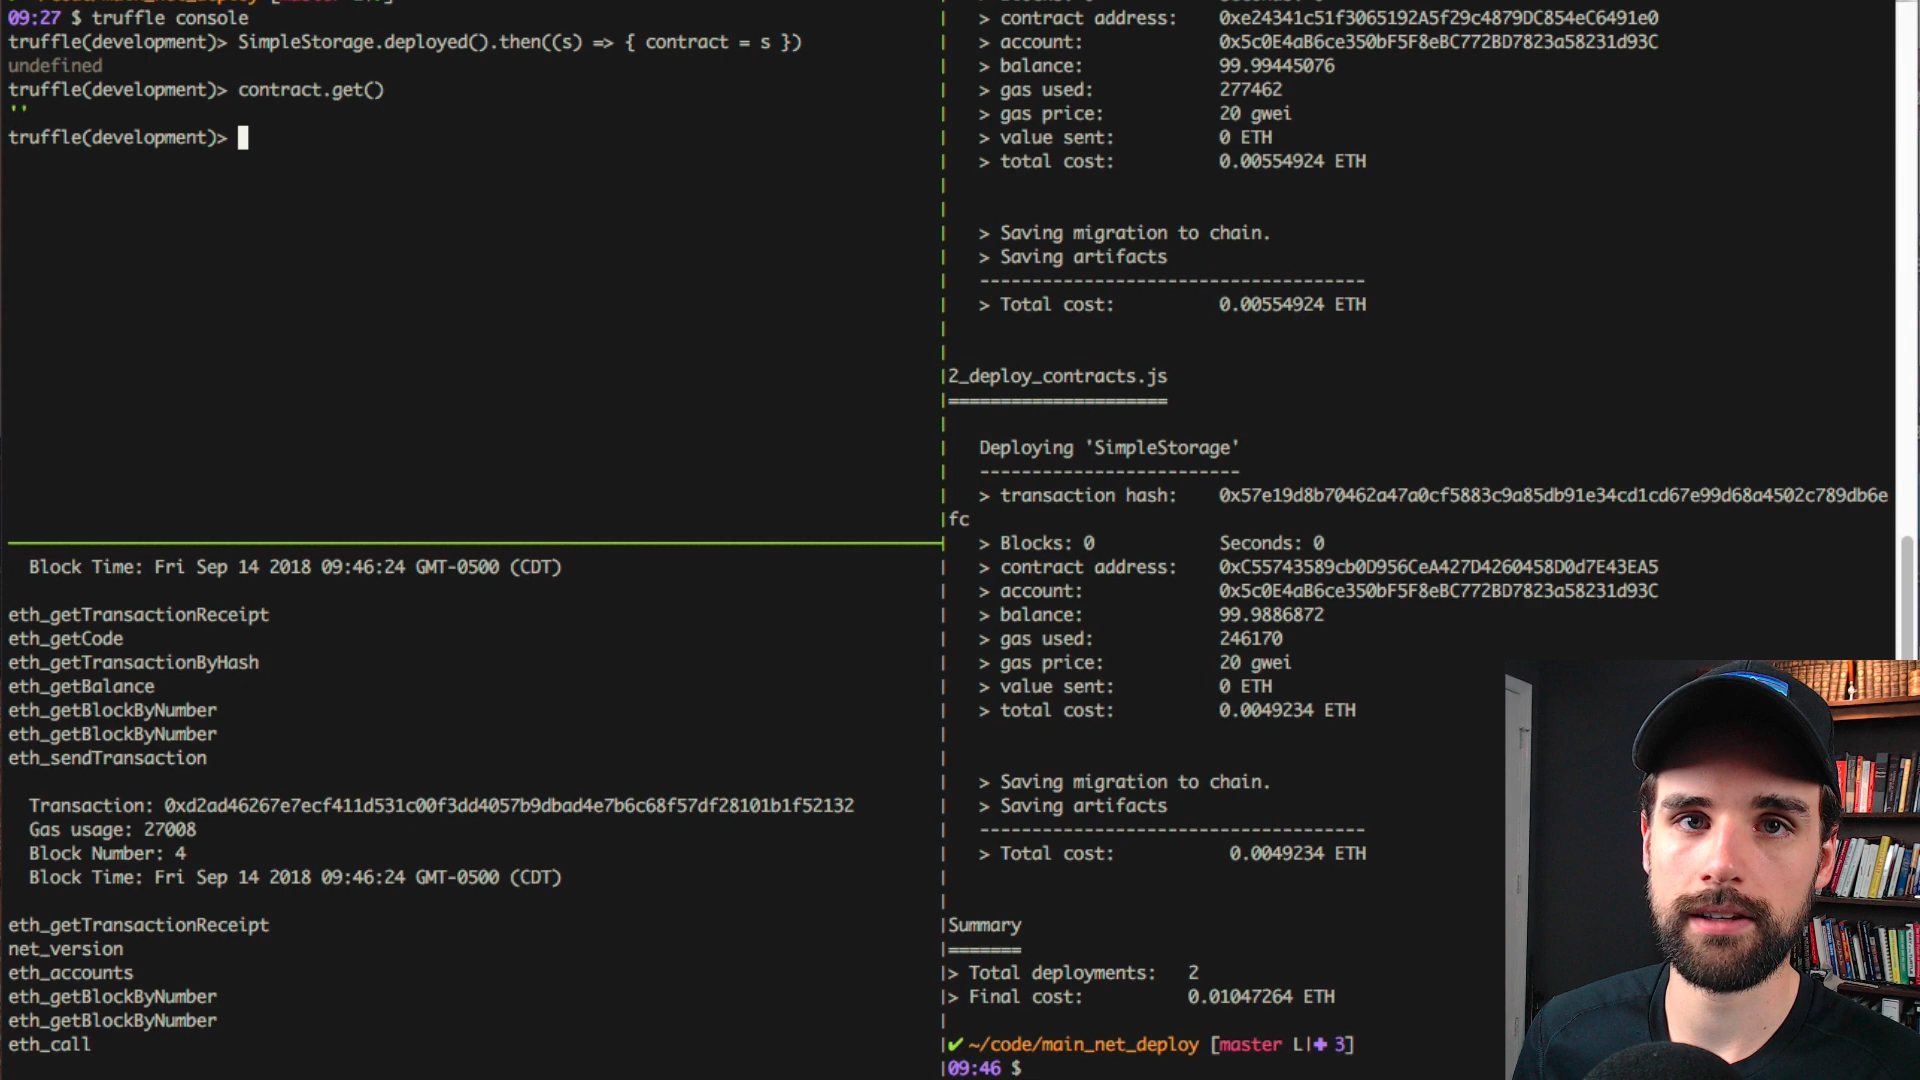 ~/code/main_net_deploy [master L|✚ 3]
09:27 $ truffle console
truffle(development)> SimpleStorage.deployed().then((s) => { contract = s })
undefined
truffle(development)> contract.get()
''
truffle(development)>
Block Time: Fri Sep 14 2018 09:46:24 GMT-0500 (CDT)
eth_getTransactionReceipt
eth_getCode
eth_getTransactionByHash
eth_getBalance
eth_getBlockByNumber
eth_getBlockByNumber
eth_sendTransaction
Transaction: 0xd2ad46267e7ecf411d531c00f3dd4057b9dbad4e7b6c68f57df28101b1f52132
Gas usage: 27008
Block Number: 4
Block Time: Fri Sep 14 2018 09:46:24 GMT-0500 (CDT)
eth_getTransactionReceipt
net_version
eth_accounts
eth_getBlockByNumber
eth_getBlockByNumber
eth_call
> contract address: 0xe24341c51f3065192A5f29c4879DC854eC6491e0
> account: 0x5c0E4aB6ce350bF5F8eBC772BD7823a58231d93C
> balance: 99.99445076
> gas used: 277462
> gas price: 20 gwei
> value sent: 0 ETH
> total cost: 0.00554924 ETH
> Saving migration to chain.
> Saving artifacts
-------------------------------------
> Total cost: 0.00554924 ETH
2_deploy_contracts.js
=====================
Deploying 'SimpleStorage'
-------------------------
> transaction hash: 0x57e19d8b70462a47a0cf5883c9a85db91e34cd1cd67e99d68a4502c789db6e
fc
> Blocks: 0 Seconds: 0
> contract address: 0xC55743589cb0D956CeA427D4260458D0d7E43EA5
> account: 0x5c0E4aB6ce350bF5F8eBC772BD7823a58231d93C
> balance: 99.9886872
> gas used: 246170
> gas price: 20 gwei
> value sent: 0 ETH
> total cost: 0.0049234 ETH
> Saving migration to chain.
> Saving artifacts
-------------------------------------
> Total cost: 0.0049234 ETH
Summary
=======
> Total deployments: 2
> Final cost: 0.01047264 ETH
✔ ~/code/main_net_deploy [master L|✚ 3]
09:46 $